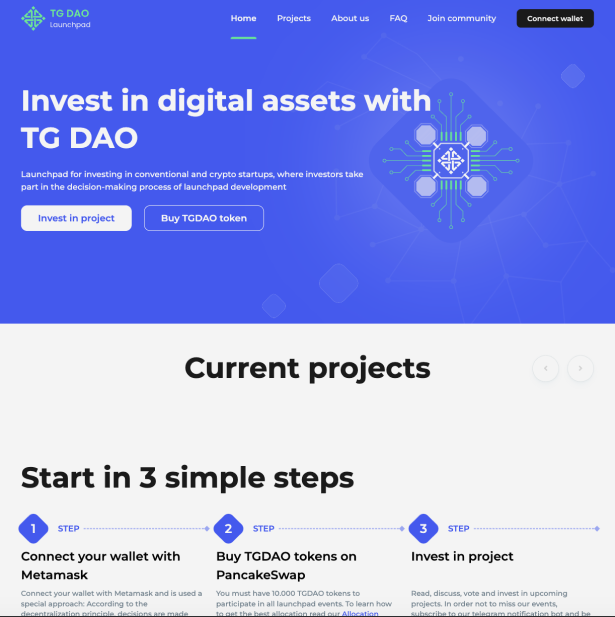 TG DAO
Launchpad
Home Projects About us FAQ Join community Connect wallet
Invest in digital assets with
TG DAO
Launchpad for investing in conventional and crypto startups, where investors take
part in the decision-making process of launchpad development
Invest in project Buy TGDAO token
Current projects
Start in 3 simple steps
1 STEP 2 STEP 3 STEP
Connect your wallet with
Metamask
Connect your wallet with Metamask and is used a
special approach: According to the
decentralization principle, decisions are made
Buy TGDAO tokens on
PancakeSwap
You must have 10.000 TGDAO tokens to
participate in all launchpad events. To learn how
to get the best allocation read our Allocation
Invest in project
Read, discuss, vote and invest in upcoming
projects. In order not to miss our events,
subscribe to our telegram notification bot and be